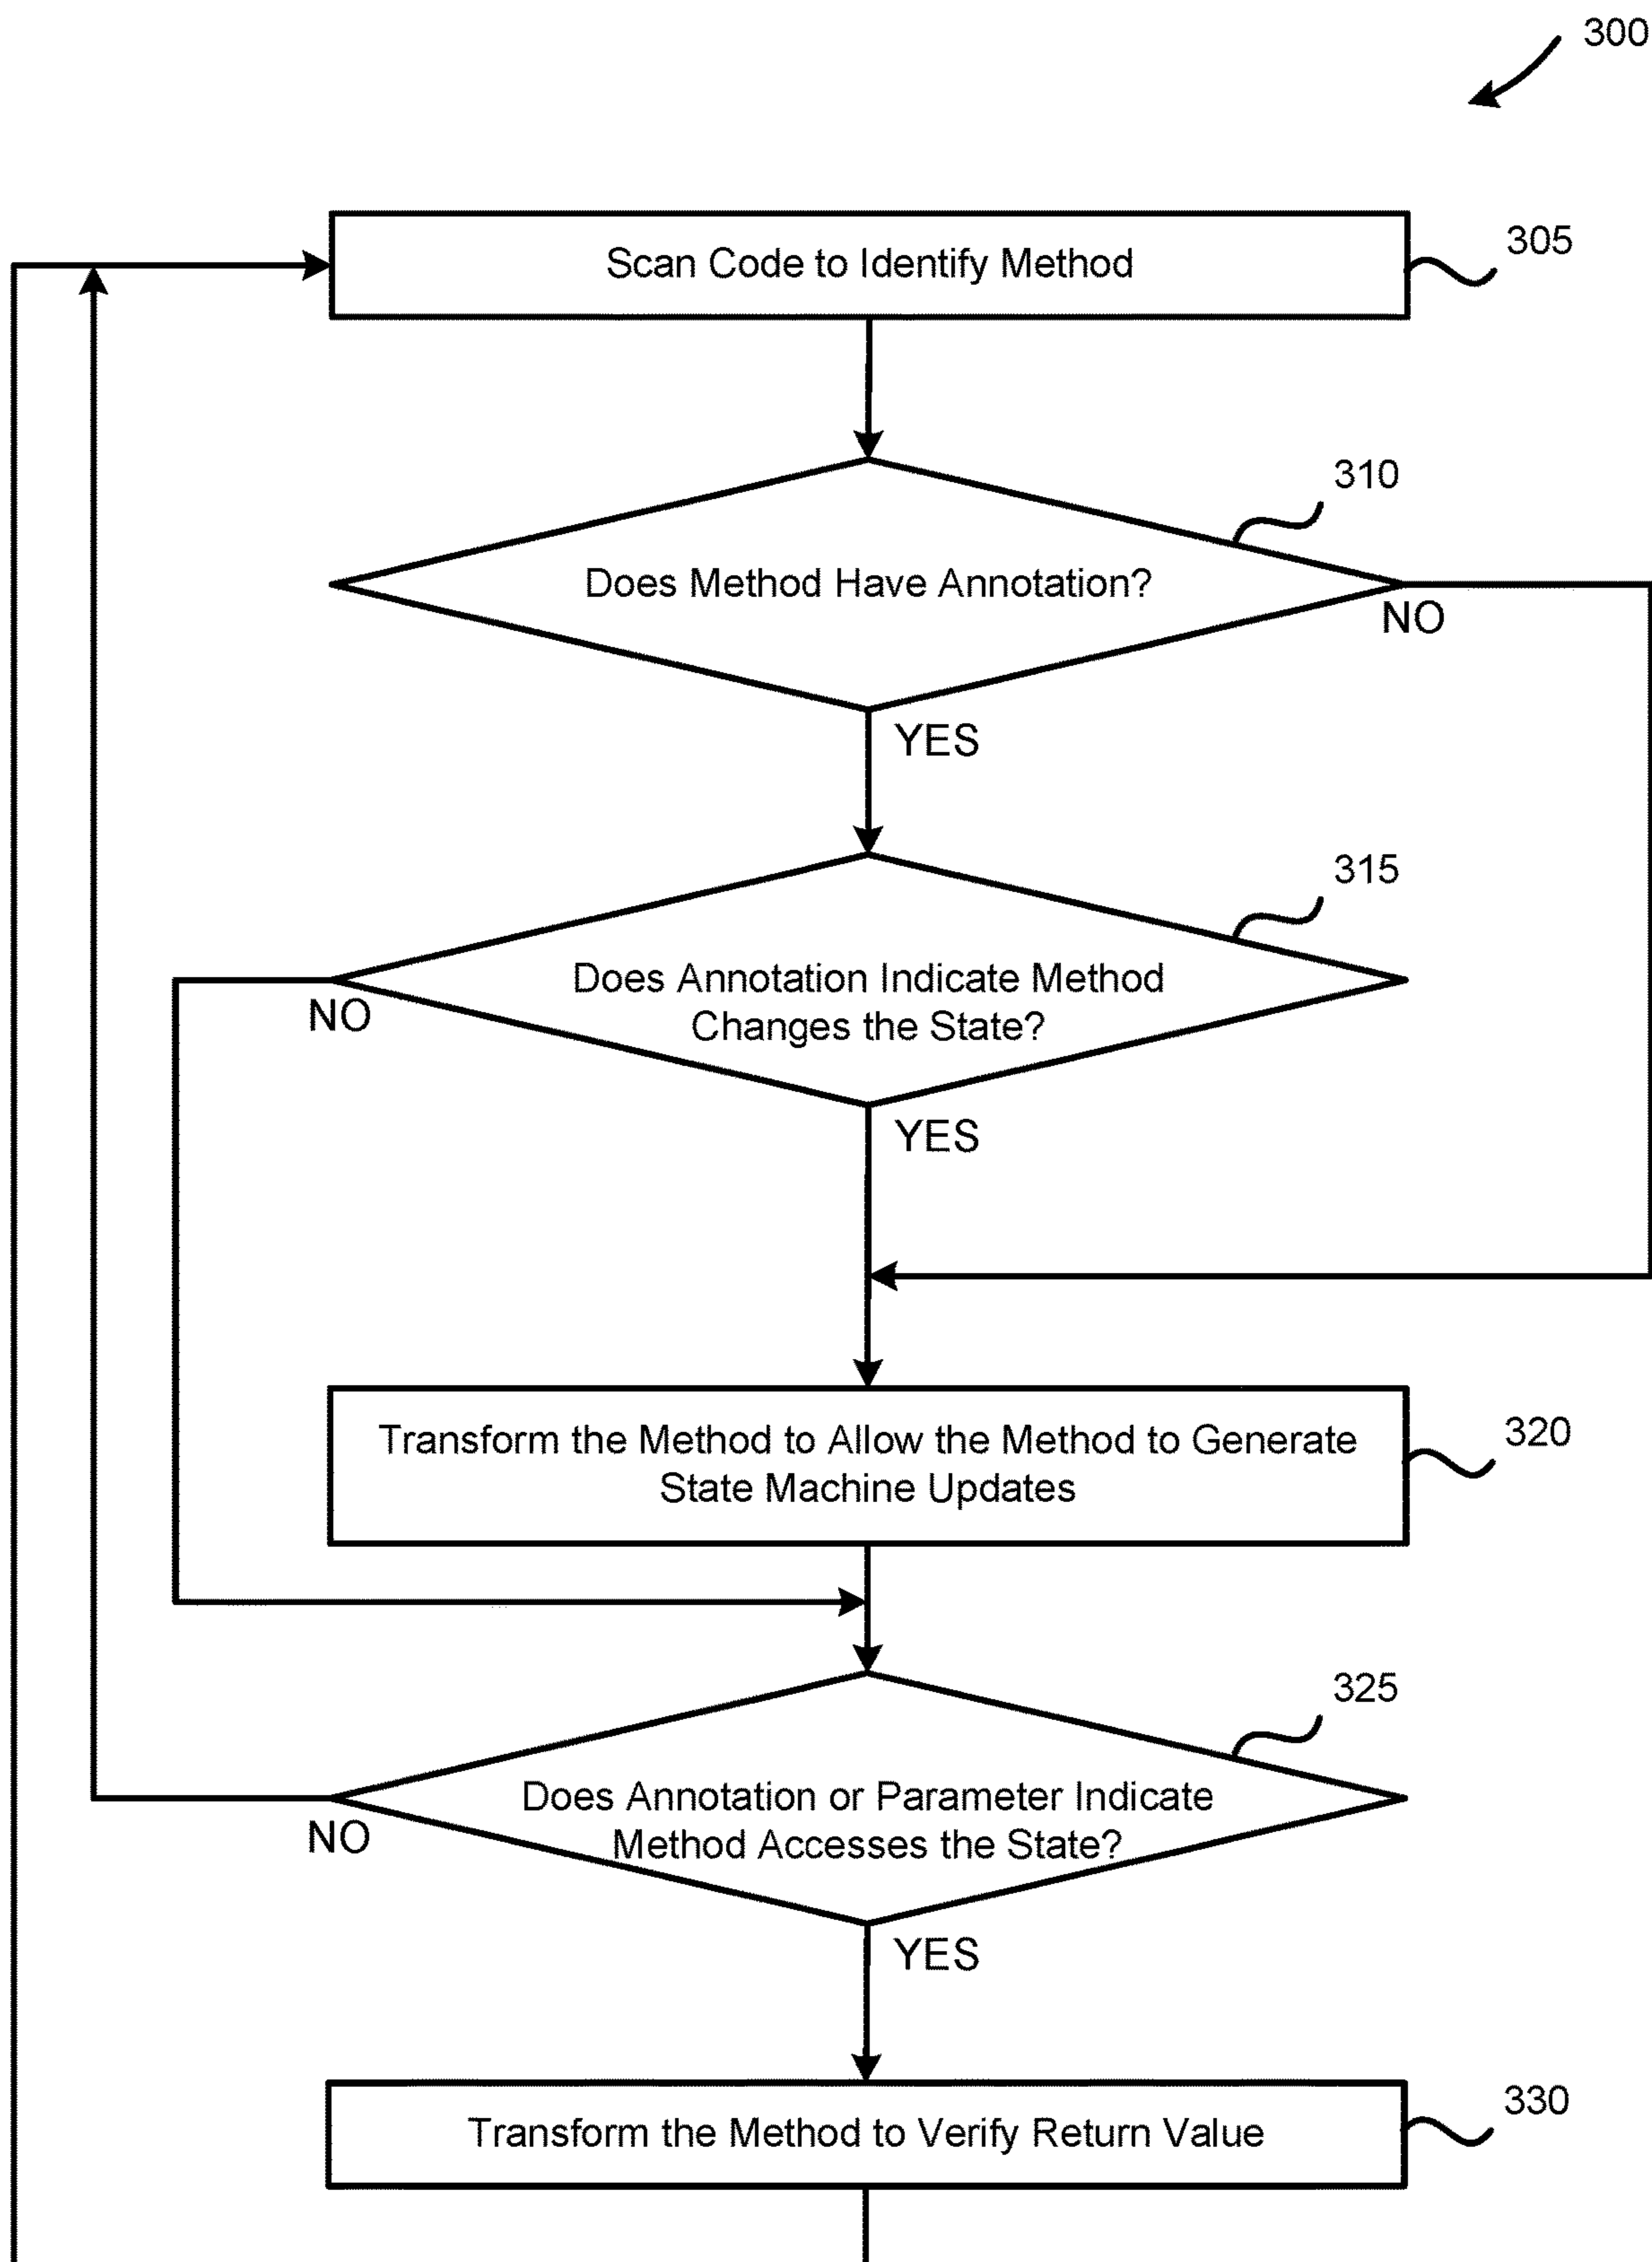 300
Scan Code to Identify Method
305
310
Does Method Have Annotation?
NO
YES
315
Does Annotation Indicate Method
Changes the State?
NO
YES
Transform the Method to Allow the Method to Generate
State Machine Updates
320
325
Does Annotation or Parameter Indicate
Method Accesses the State?
NO
YES
Transform the Method to Verify Return Value
330